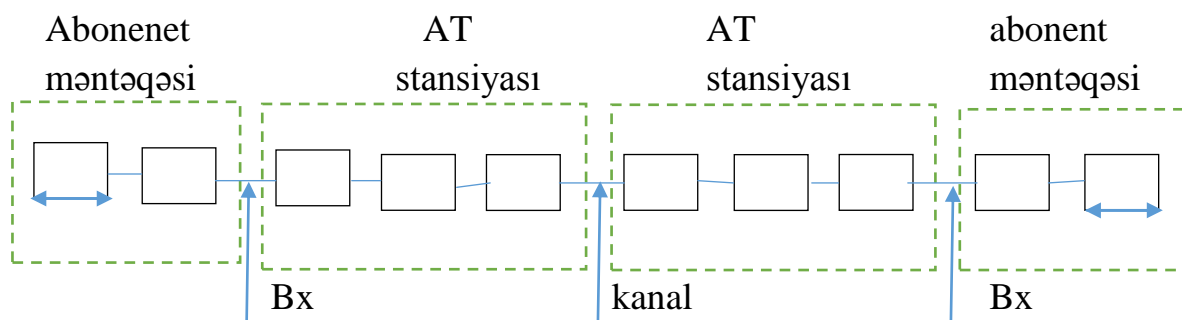 Abonenet
məntəqəsi
AT
stansiyası
AT
stansiyası
abonent
məntəqəsi
Bx
kanal
Bx